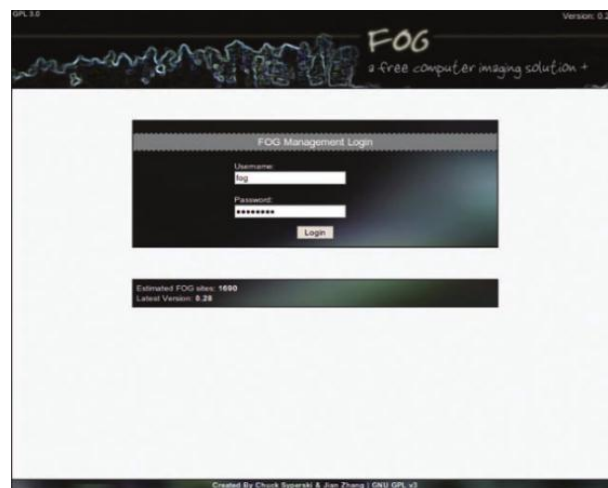 GPL 3.0
Version: 0.2
FOG
a free computer imaging solution +
FOG Management Login
Username:
fog
Password:
••••••••
Login
Estimated FOG sites: 1690
Latest Version: 0.28
Created By Chuck Syperski & Jian Zhang | GNU GPL v3